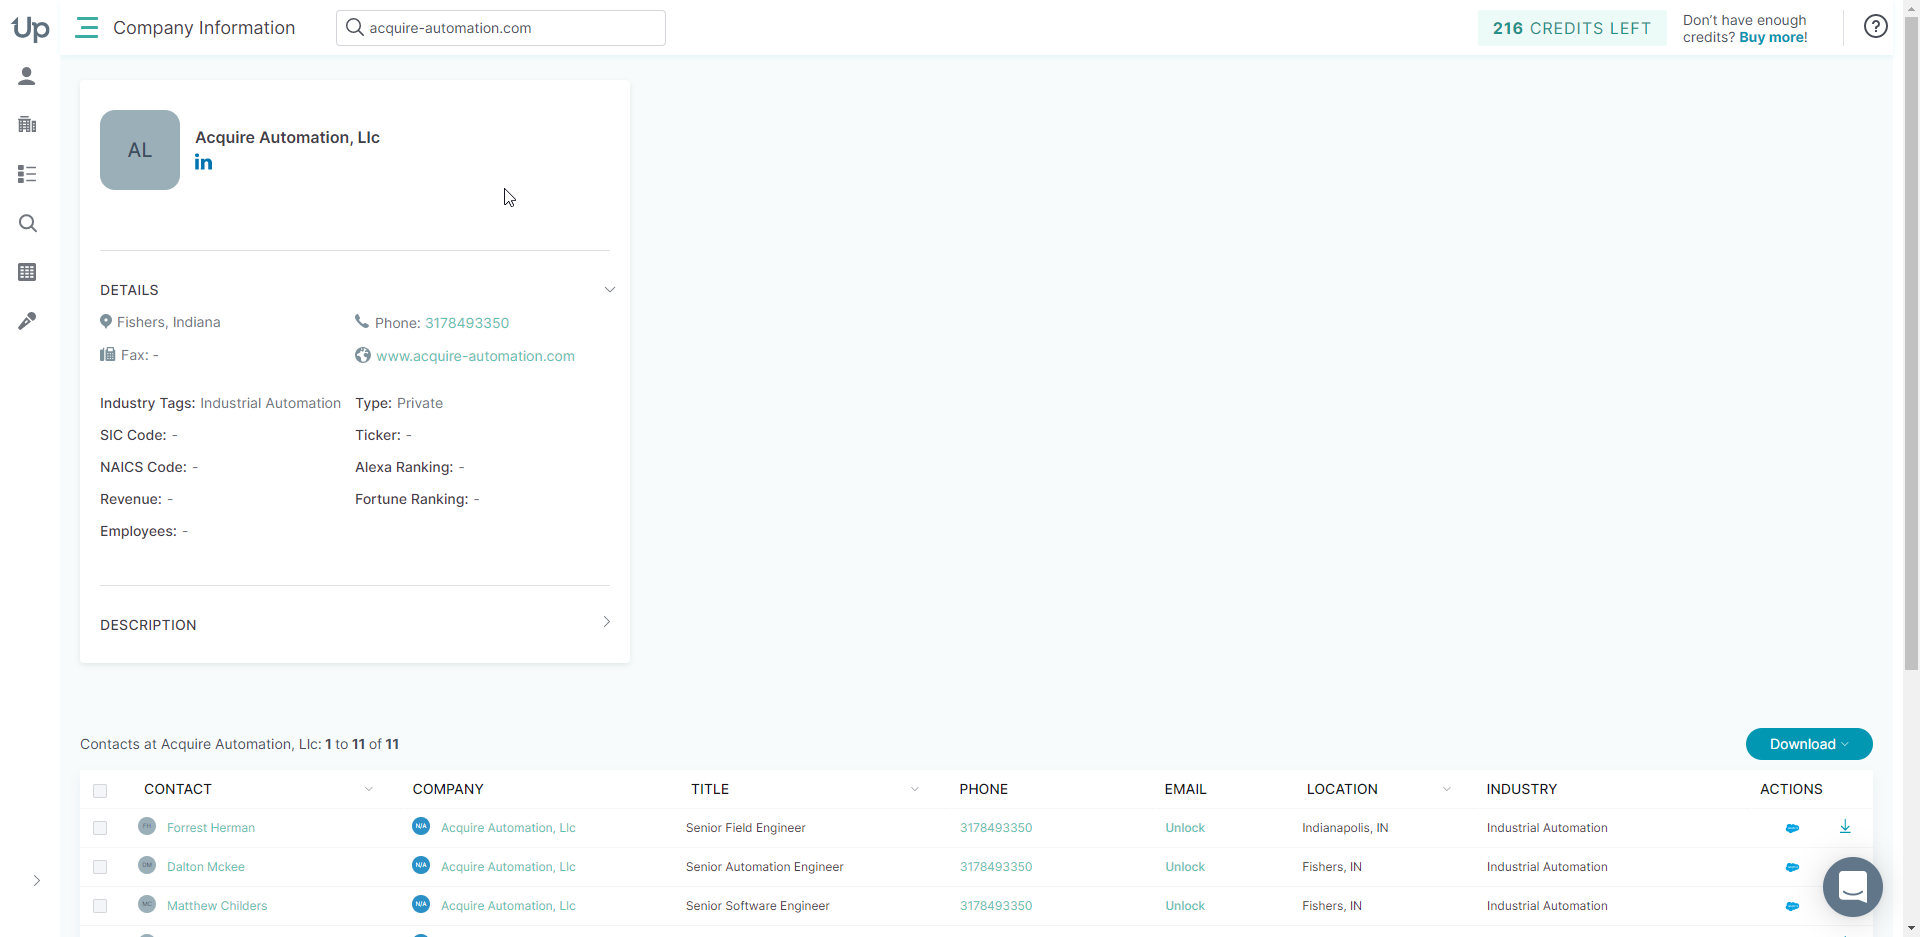 Up
Company Information
acquire-automation.com
216 CREDITS LEFT
Don't have enough
credits? Buy more!
?
AL
Acquire Automation, Llc
in
DETAILS
Fishers, Indiana
Phone: 3178493350
Fax: -
www.acquire-automation.com
Industry Tags: Industrial Automation
Type: Private
SIC Code: -
Ticker: -
NAICS Code: -
Alexa Ranking: -
Revenue: -
Fortune Ranking: -
Employees: -
DESCRIPTION
Contacts at Acquire Automation, Llc: 1 to 11 of 11
Download
CONTACT COMPANY TITLE PHONE EMAIL LOCATION INDUSTRY ACTIONS
FH Forrest Herman N/A Acquire Automation, Llc Senior Field Engineer 3178493350 Unlock Indianapolis, IN Industrial Automation
DM Dalton Mckee N/A Acquire Automation, Llc Senior Automation Engineer 3178493350 Unlock Fishers, IN Industrial Automation
MC Matthew Childers N/A Acquire Automation, Llc Senior Software Engineer 3178493350 Unlock Fishers, IN Industrial Automation